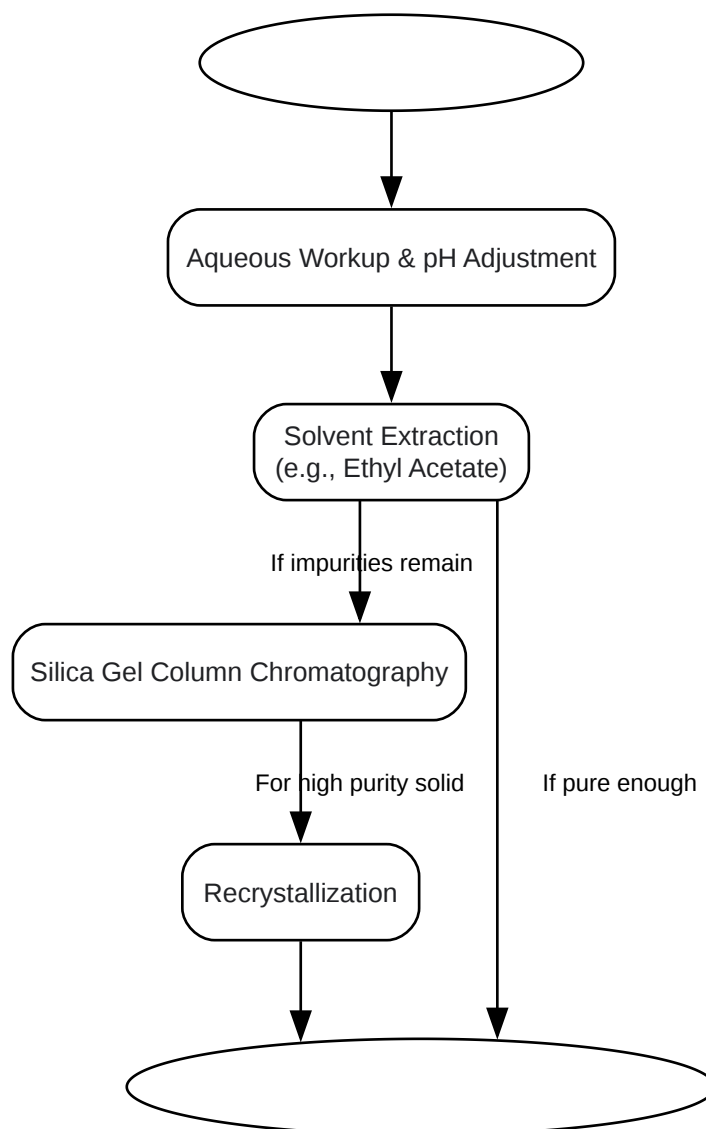 Aqueous Workup & pH Adjustment
Solvent Extraction
(e.g., Ethyl Acetate)
If impurities remain
Silica Gel Column Chromatography
For high purity solid
If pure enough
Recrystallization